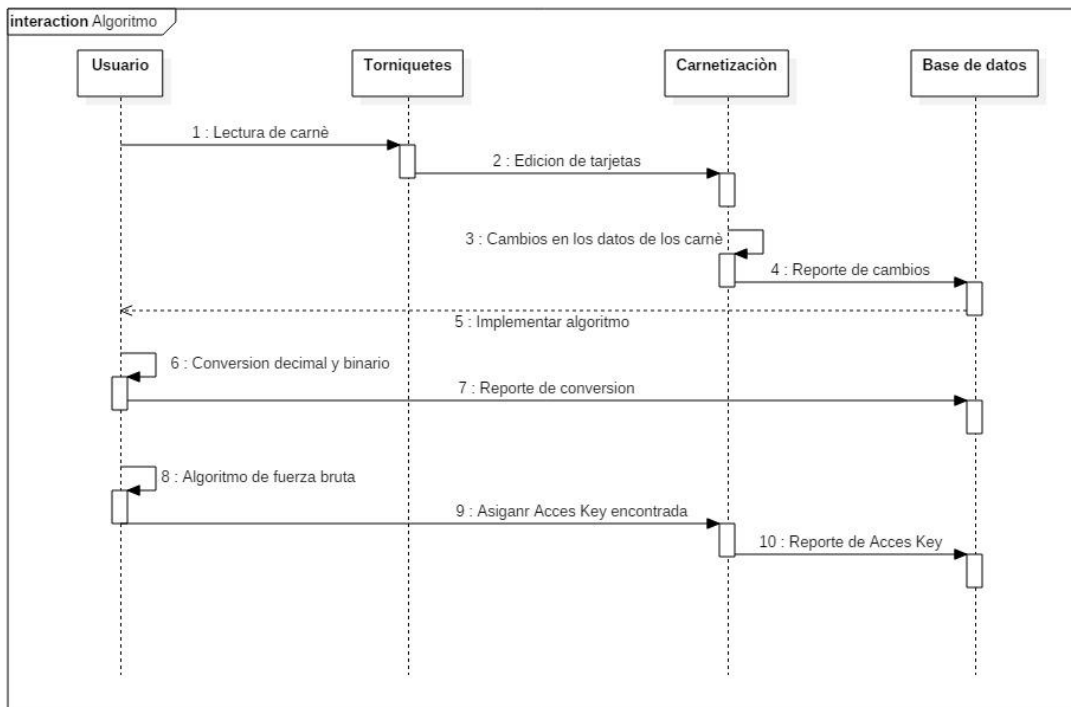 interaction Algoritmo
Usuario
Torniquetes
Carnetizaciòn
Base de datos
1 : Lectura de carnè
2 : Edicion de tarjetas
3 : Cambios en los datos de los carnè
4 : Reporte de cambios
5 : Implementar algoritmo
6 : Conversion decimal y binario
7 : Reporte de conversion
8 : Algoritmo de fuerza bruta
9 : Asiganr Acces Key encontrada
10 : Reporte de Acces Key